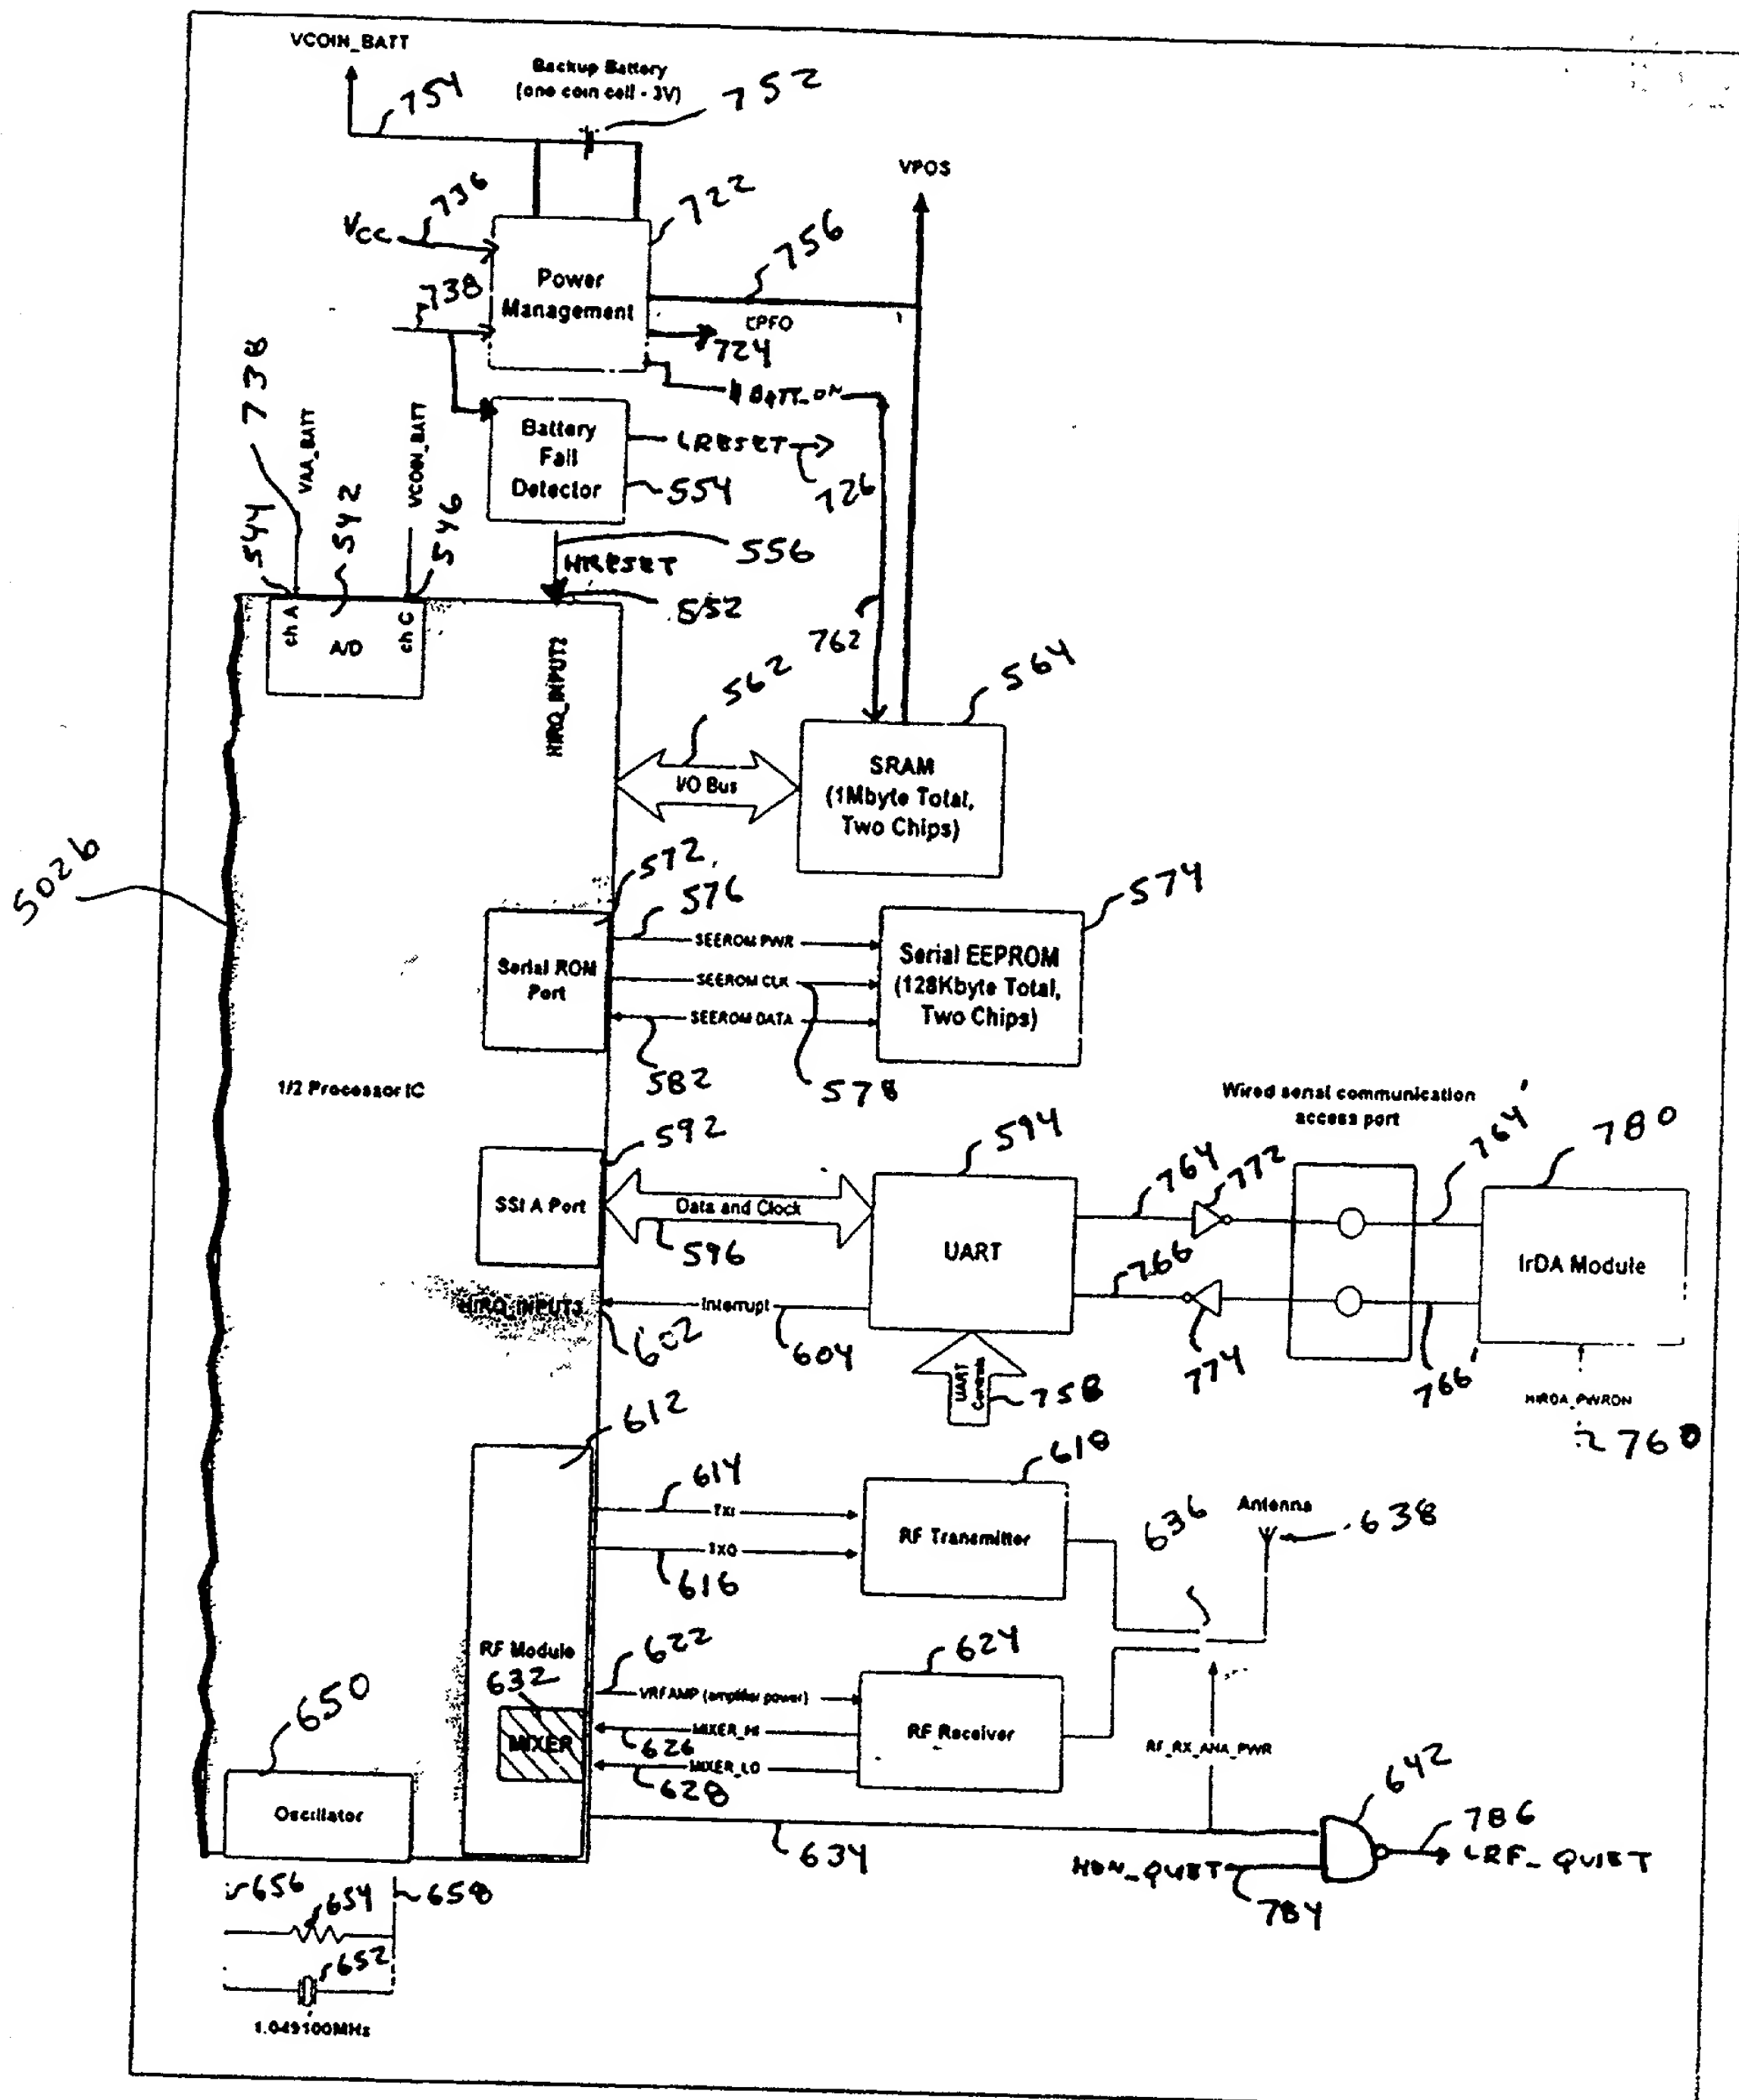 VCOIN_BATT
Backup Battery
(one coin cell - 3V)
752
754
VPOS
736
VCC
722
756
Power
Management
738
LPFO
724
BATT_ON
738
VAA_BATT
544
542
VCOIN_BATT
546
Battery
Fail
Detector
LRESET
726
554
556
HRESET
852
ch A
A/D
ch C
HIRQ_INPUT2
762
562
564
I/O Bus
SRAM
(1Mbyte Total,
Two Chips)
502b
572
576
574
Serial ROM
Port
SEEROM PWR
SEEROM CLK
SEEROM DATA
Serial EEPROM
(128Kbyte Total,
Two Chips)
582
578
1/2 Processor IC
Wired serial communication
access port
592
594
764
772
764'
780
SSI A Port
Data and Clock
596
UART
IrDA Module
766
HIRQ_INPUT3
Interrupt
602
604
774
766'
UART
Controls
758
HIRDA_PWRDN
760
612
614
TXI
618
RF Transmitter
TXQ
616
636
Antenna
638
RF Module
622
624
632
VRFAMP (amplifier power)
MIXER
MIXER_HI
626
RF Receiver
MIXER_LO
628
RF_RX_ANA_PWR
650
Oscillator
634
642
786
LRF_QUIET
784
656
654
658
652
1.049100MHz